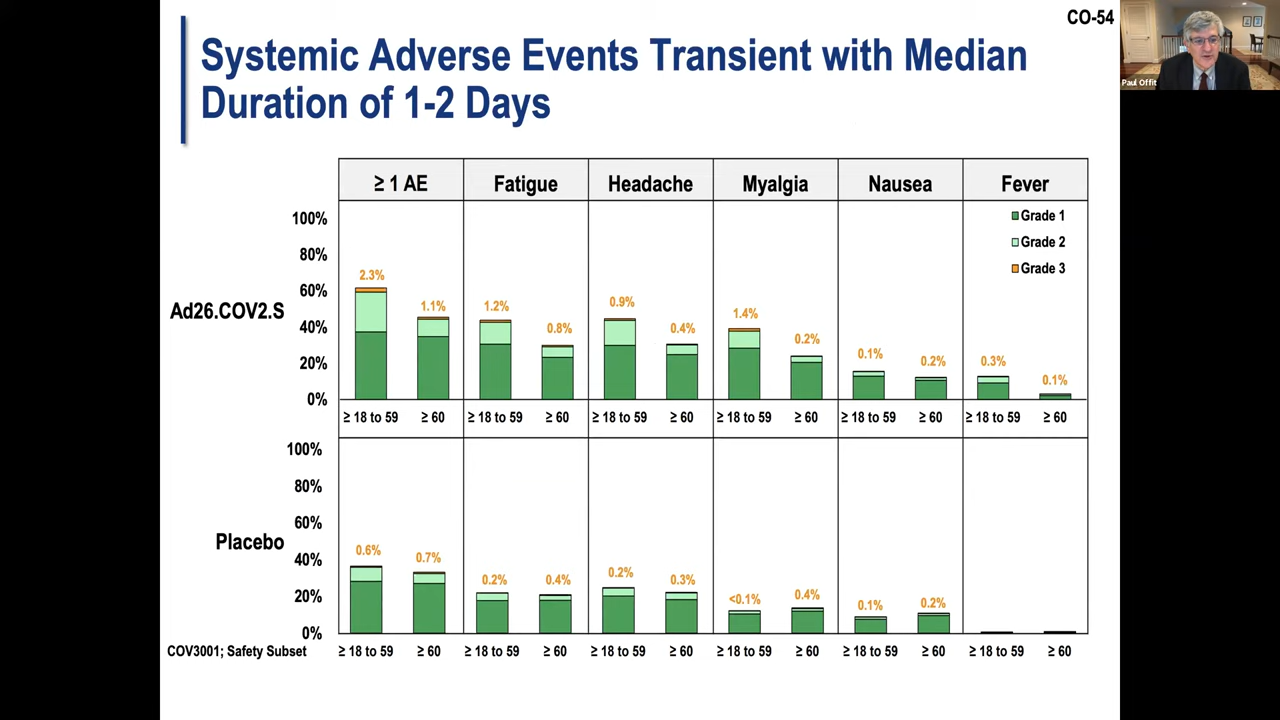 CO-54
Paul Offit
Systemic Adverse Events Transient with Median
Duration of 1-2 Days
≥ 1 AE Fatigue Headache Myalgia Nausea Fever
Grade 1
Grade 2
Grade 3
Ad26.COV2.S
100%
80%
60%
40%
20%
0%
2.3% 1.1% 1.2% 0.8% 0.9% 0.4% 1.4% 0.2% 0.1% 0.2% 0.3% 0.1%
≥ 18 to 59 ≥ 60 ≥ 18 to 59 ≥ 60 ≥ 18 to 59 ≥ 60 ≥ 18 to 59 ≥ 60 ≥ 18 to 59 ≥ 60 ≥ 18 to 59 ≥ 60
Placebo
100%
80%
60%
40%
20%
0%
0.6% 0.7% 0.2% 0.4% 0.2% 0.3% <0.1% 0.4% 0.1% 0.2%
≥ 18 to 59 ≥ 60 ≥ 18 to 59 ≥ 60 ≥ 18 to 59 ≥ 60 ≥ 18 to 59 ≥ 60 ≥ 18 to 59 ≥ 60 ≥ 18 to 59 ≥ 60
COV3001; Safety Subset